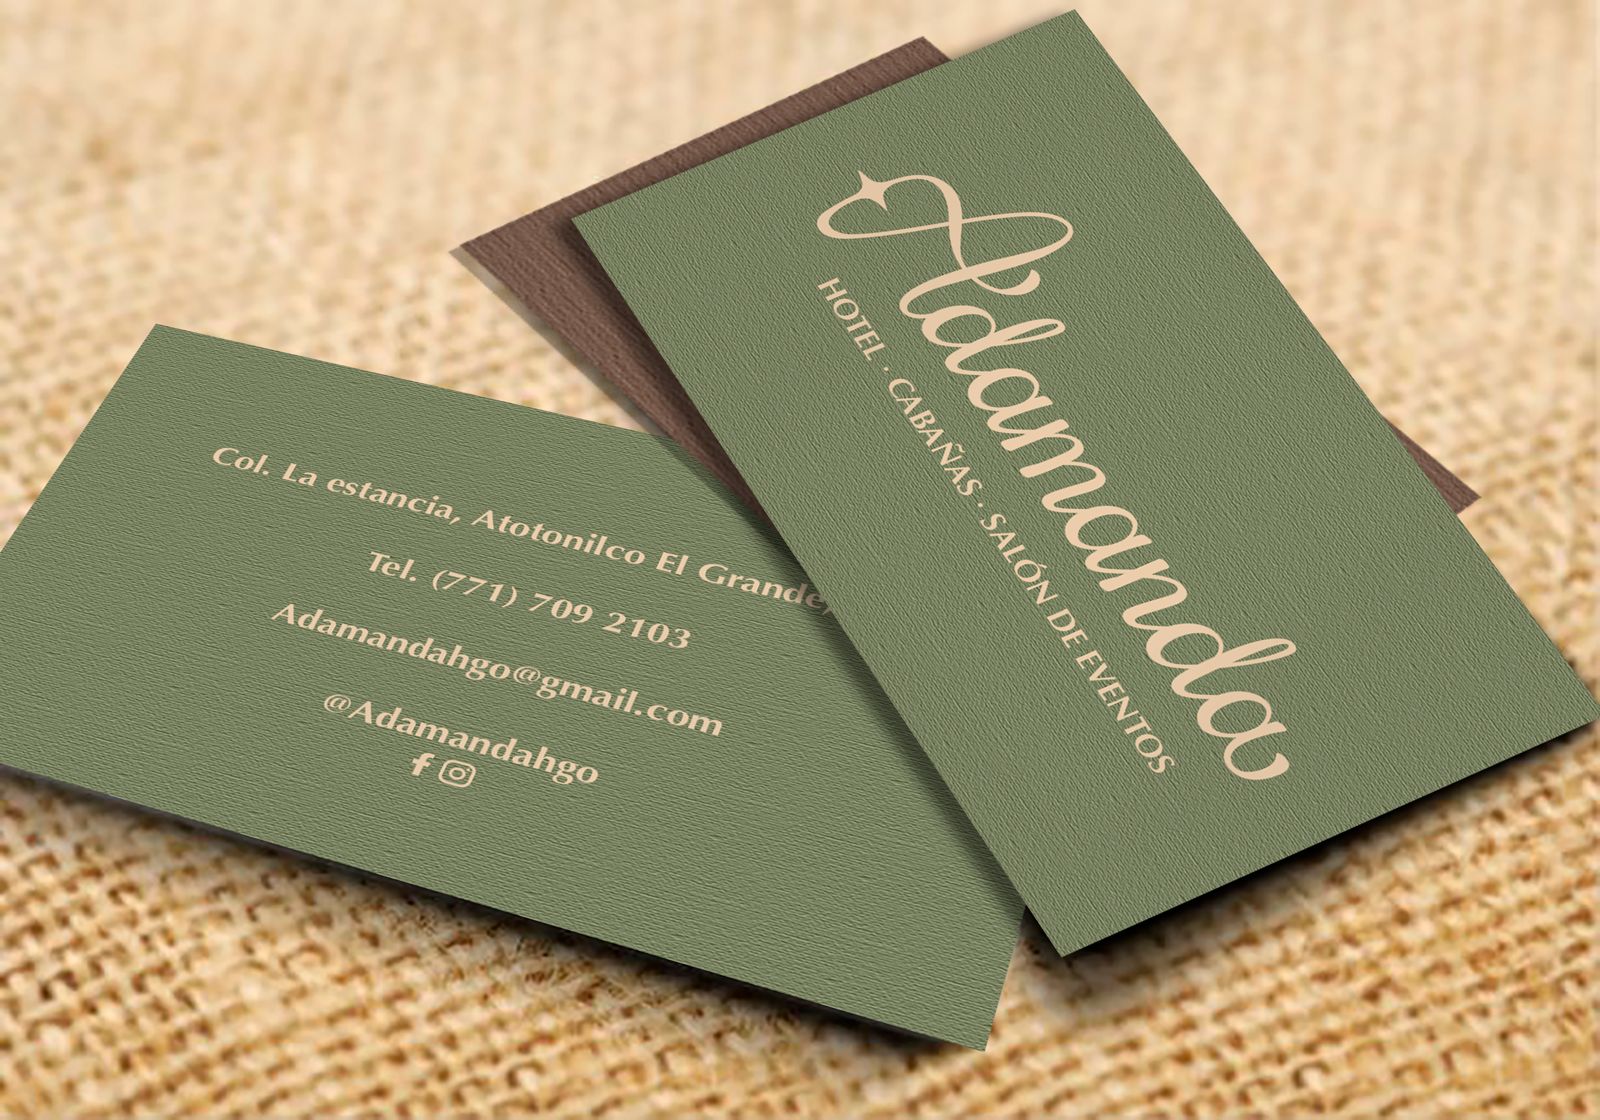 Adamanda
HOTEL . CABAÑAS . SALÓN DE EVENTOS
Col. La estancia, Atotonilco El Grande,
Tel. (771) 709 2103
Adamandahgo@gmail.com
@Adamandahgo